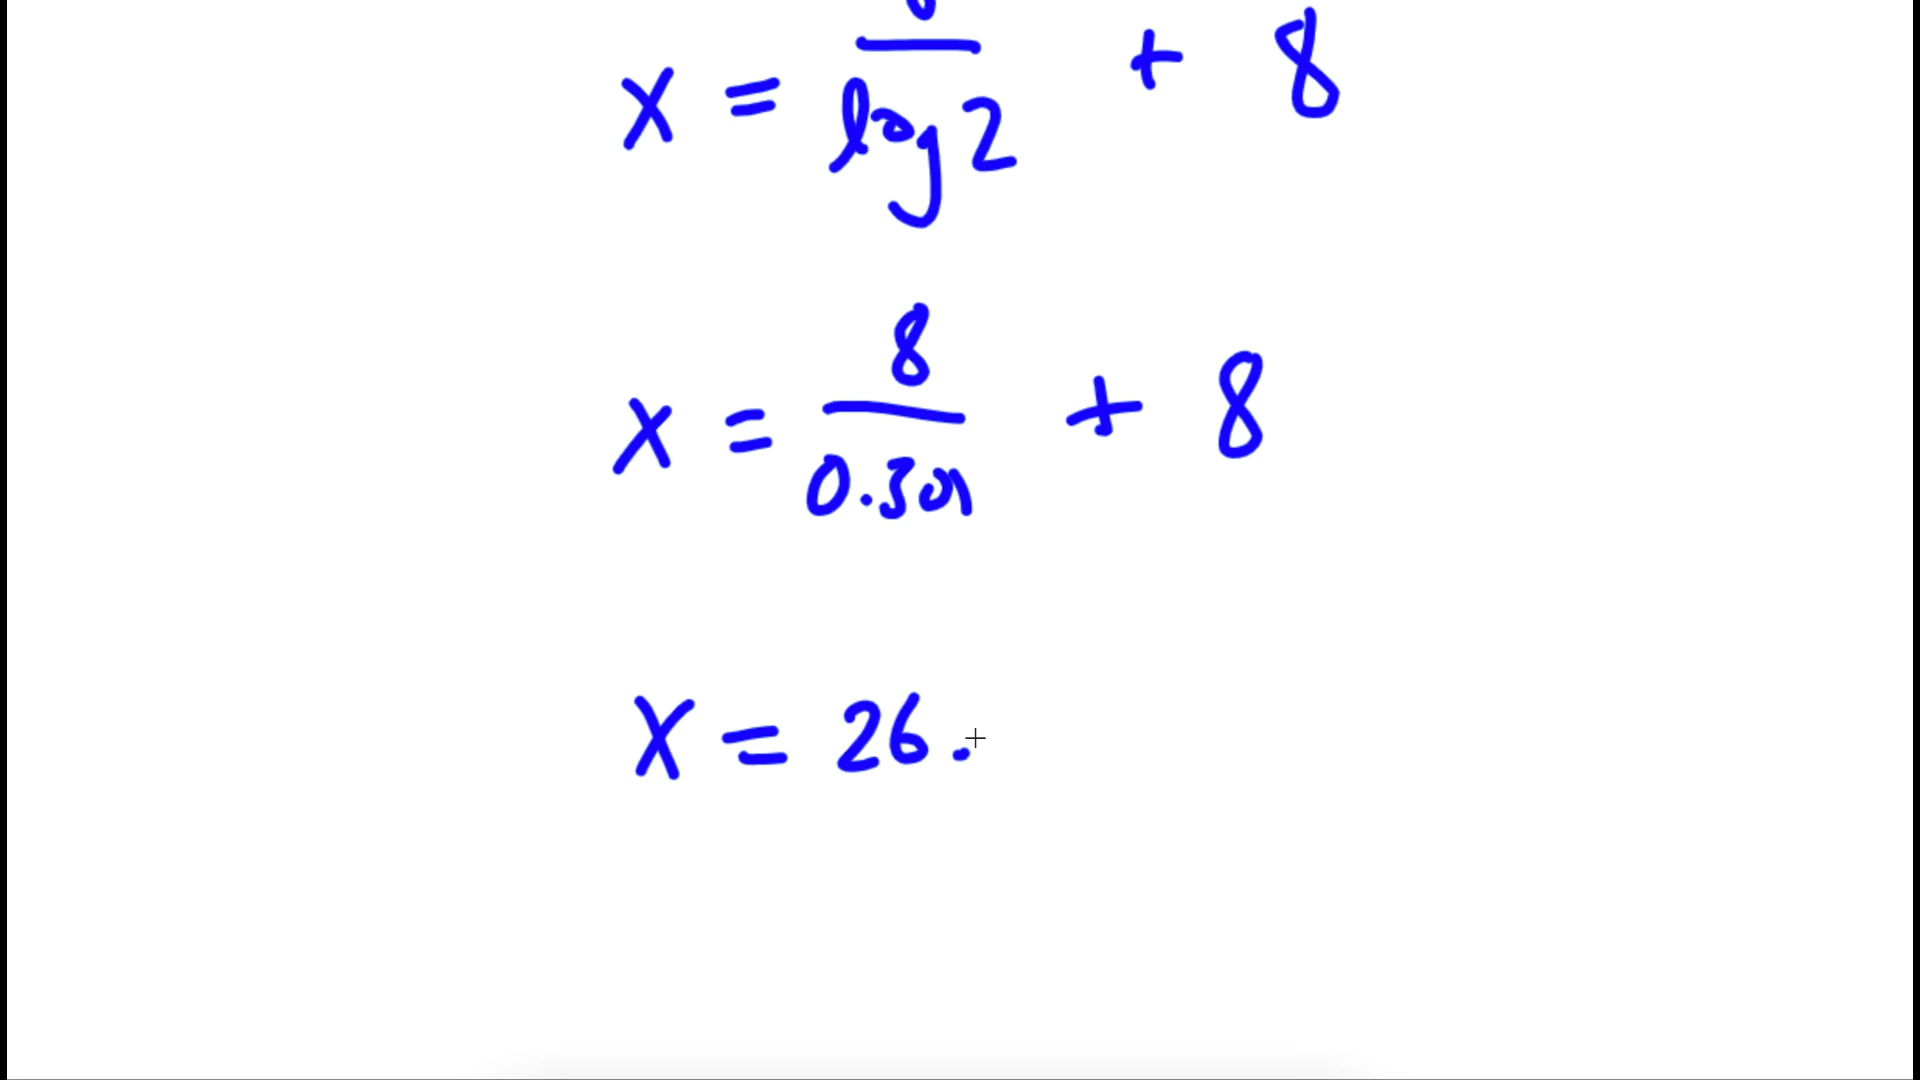 x = 8/log 2 + 8
x = 8/0.301 + 8
x = 26.